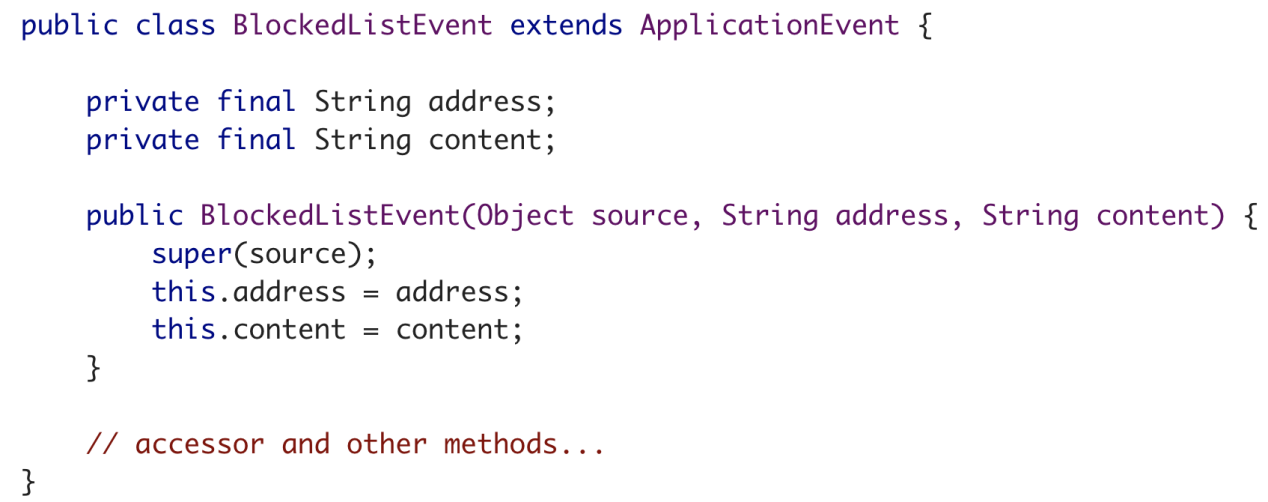 public class BlockedListEvent extends ApplicationEvent {
    private final String address;
    private final String content;
    public BlockedListEvent(Object source, String address, String content) {
        super(source);
        this.address = address;
        this.content = content;
    }
    // accessor and other methods...
}